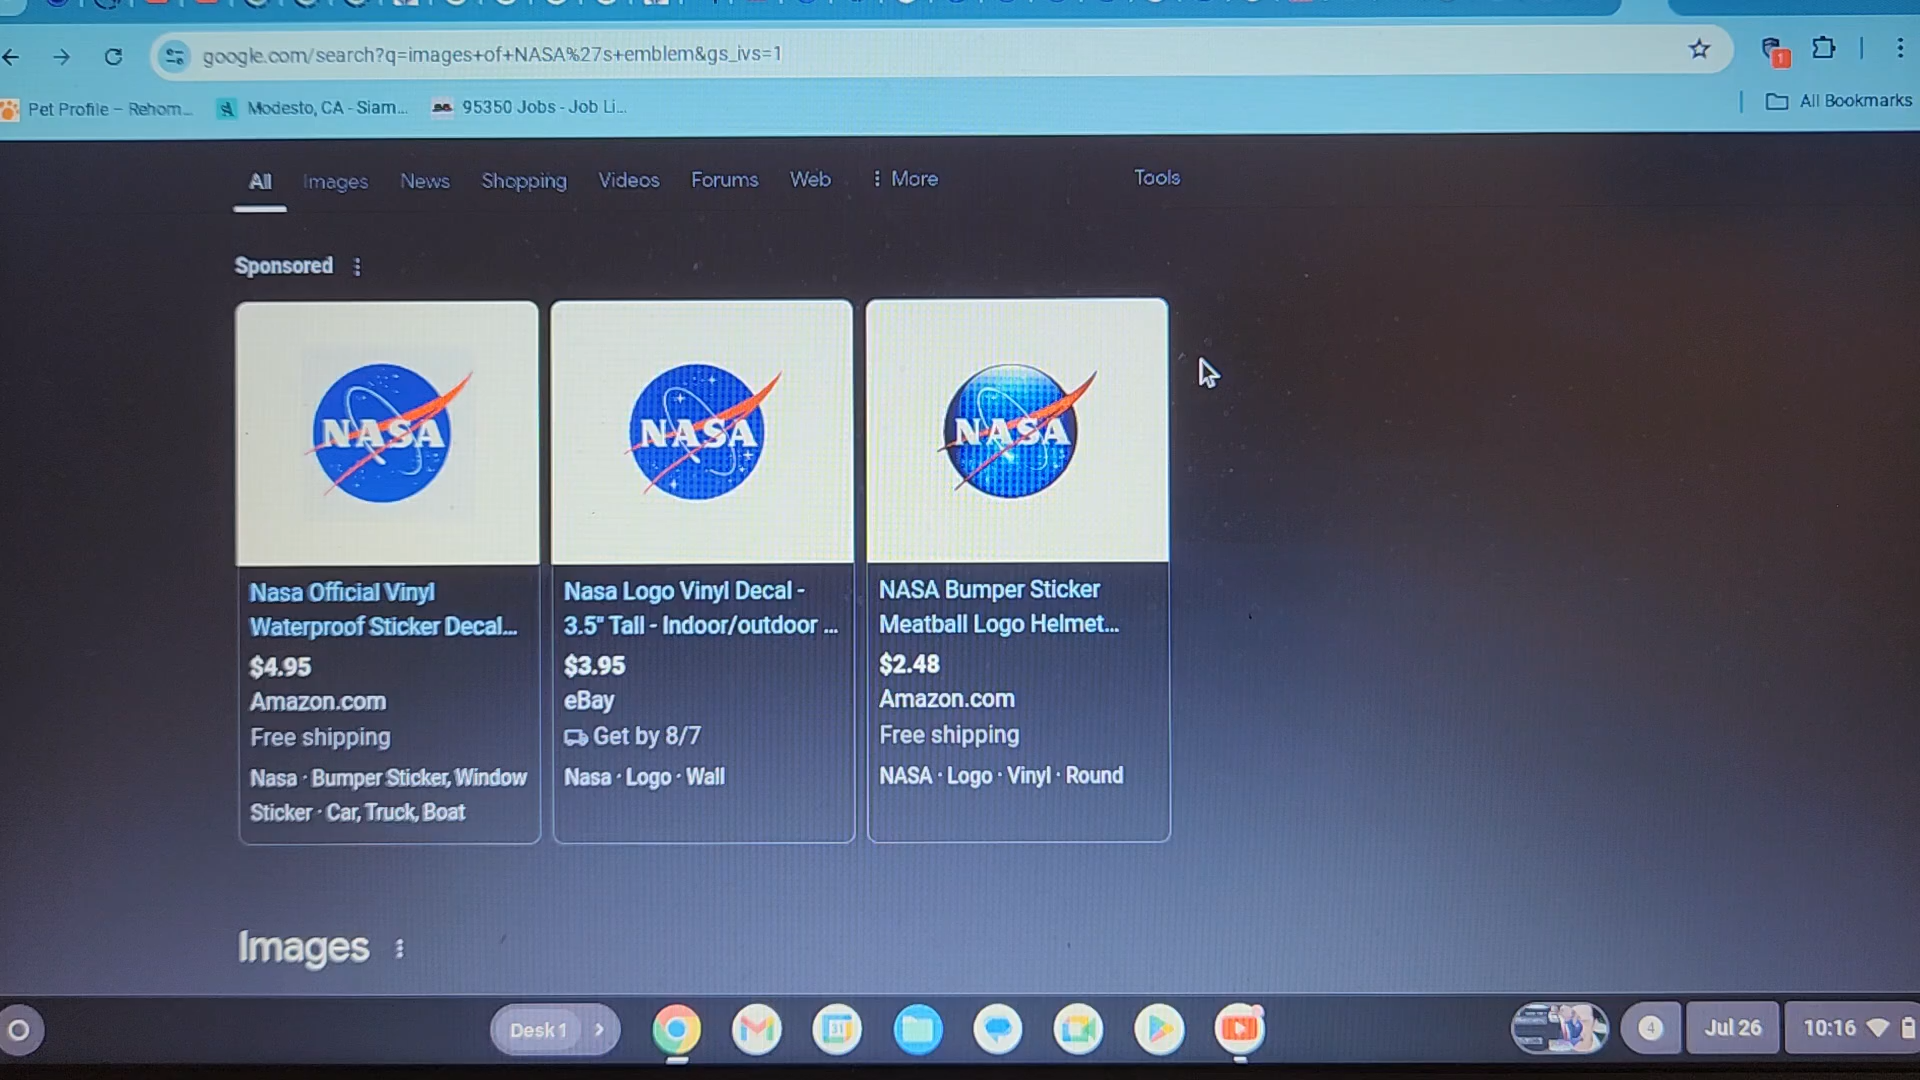 google.com/search?q=images+of+NASA%27s+emblem&gs_ivs=1
1
Pet Profile – Rehom... Modesto, CA - Siam... 95350 Jobs - Job Li... All Bookmarks
All Images News Shopping Videos Forums Web More Tools
Sponsored
NASA
Nasa Official Vinyl
Waterproof Sticker Decal...
$4.95
Amazon.com
Free shipping
Nasa · Bumper Sticker, Window
Sticker · Car, Truck, Boat
NASA
Nasa Logo Vinyl Decal -
3.5" Tall - Indoor/outdoor ...
$3.95
eBay
Get by 8/7
Nasa · Logo · Wall
NASA
NASA Bumper Sticker
Meatball Logo Helmet...
$2.48
Amazon.com
Free shipping
NASA · Logo · Vinyl · Round
Images
Desk 1 31 4 Jul 26 10:16